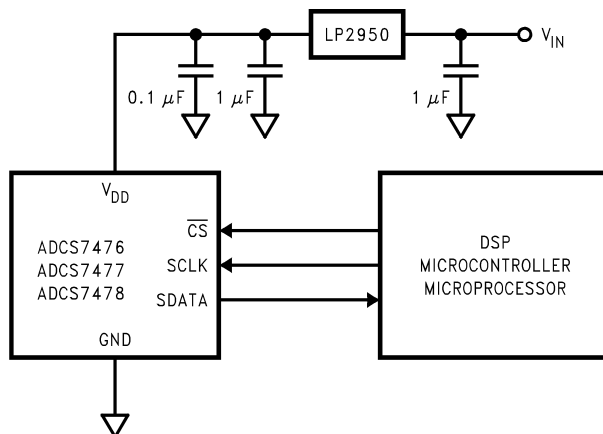 LP2950
V_IN
0.1 μF
1 μF
1 μF
V_DD
C̅S̅
ADCS7476
ADCS7477
ADCS7478
SCLK
SDATA
GND
DSP
MICROCONTROLLER
MICROPROCESSOR